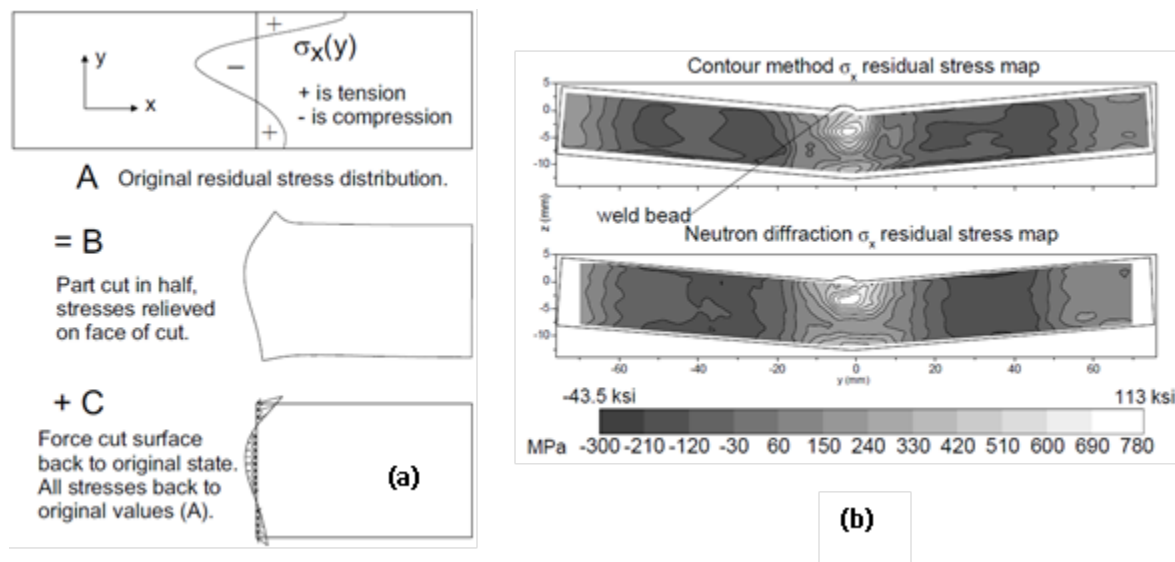 +
σx(y)
−
+ is tension
- is compression
+
y
x
A Original residual stress distribution.
= B
Part cut in half,
stresses relieved
on face of cut.
+ C
Force cut surface
back to original state.
All stresses back to
original values (A).
(a)
Contour method σx residual stress map
5
0
-5
-10
weld bead
z (mm)
Neutron diffraction σx residual stress map
5
0
-5
-10
-60 -40 -20 0 20 40 60
y (mm)
-43.5 ksi 113 ksi
MPa -300 -210 -120 -30 60 150 240 330 420 510 600 690 780
(b)